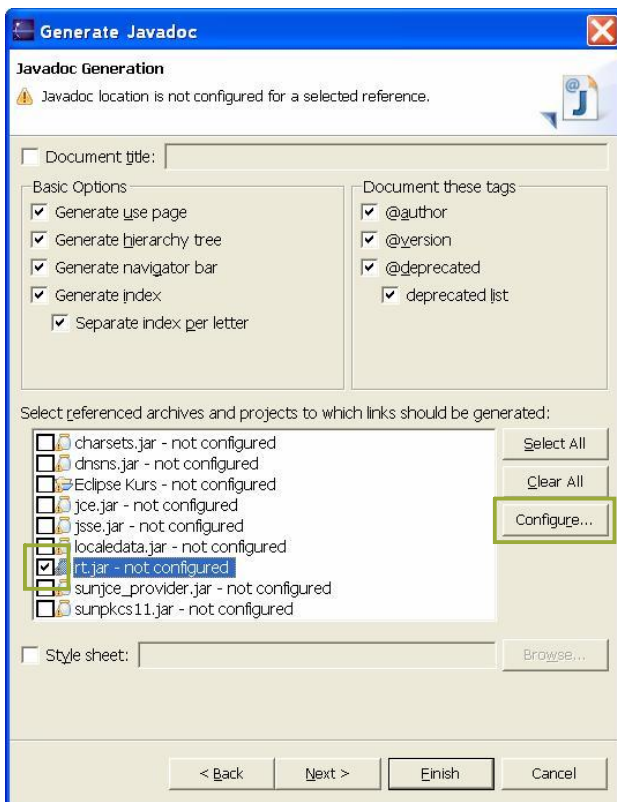 Generate Javadoc
Javadoc Generation
Javadoc location is not configured for a selected reference.
@
J
Document title:
Basic Options
Generate use page
Generate hierarchy tree
Generate navigator bar
Generate index
Separate index per letter
Document these tags
@author
@version
@deprecated
deprecated list
Select referenced archives and projects to which links should be generated:
charsets.jar - not configured
dnsns.jar - not configured
Eclipse Kurs - not configured
jce.jar - not configured
jsse.jar - not configured
localedata.jar - not configured
rt.jar - not configured
sunjce_provider.jar - not configured
sunpkcs11.jar - not configured
Select All
Clear All
Configure...
Style sheet:
Browse...
< Back
Next >
Finish
Cancel